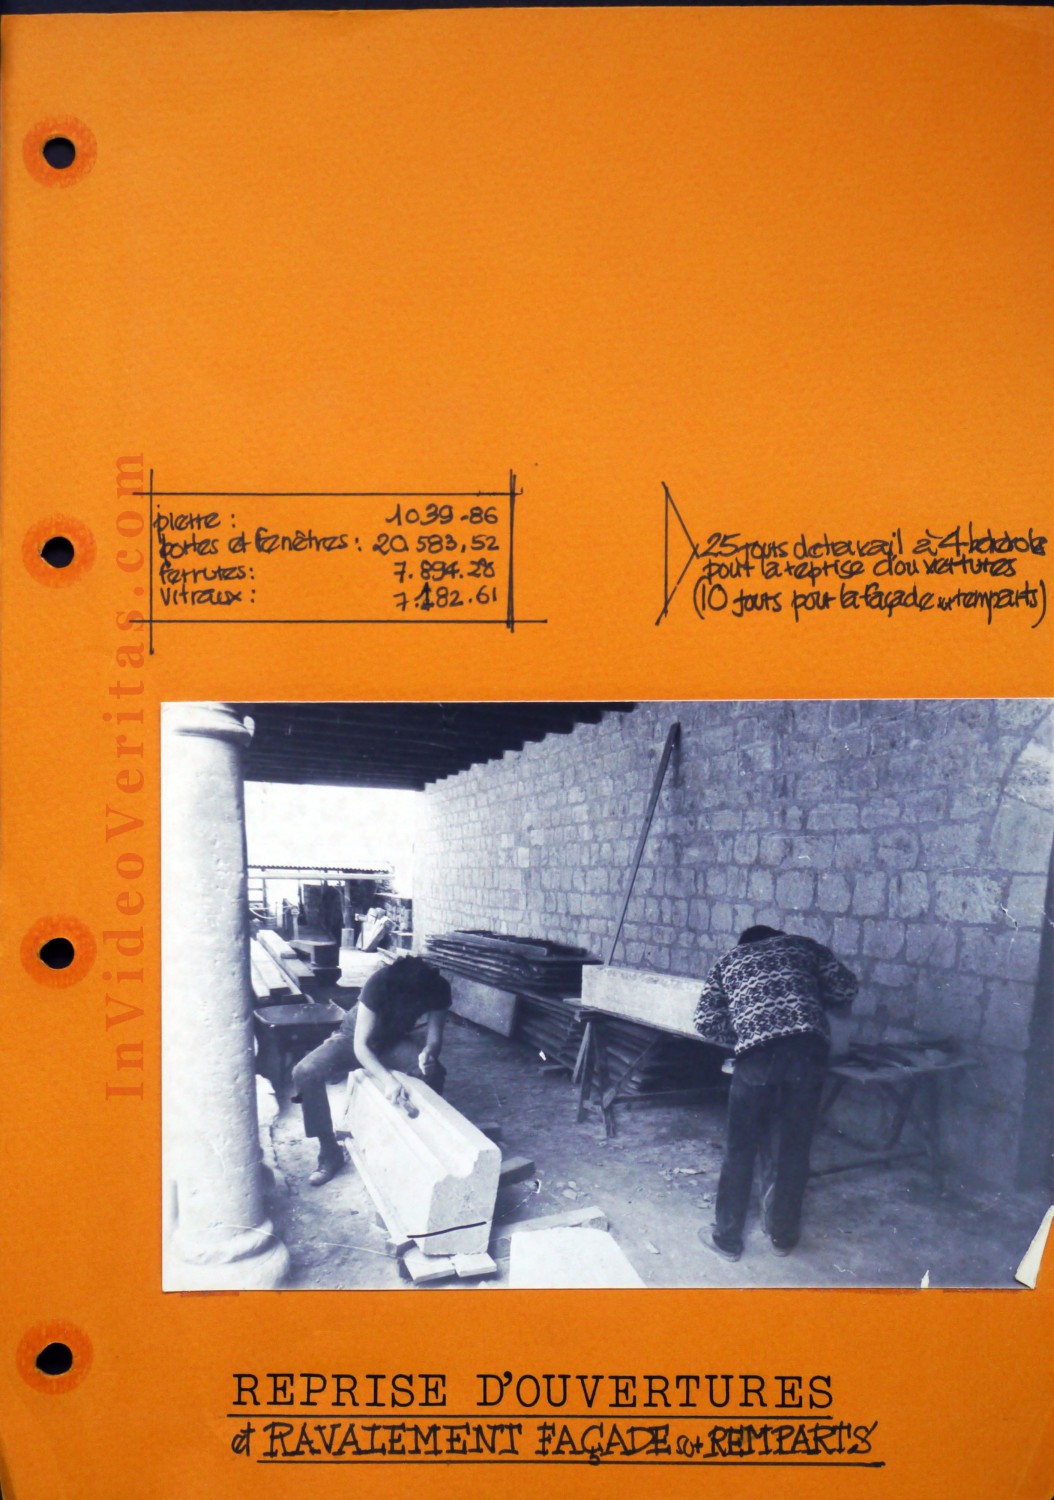 pierre : 1039-86
portes et fenêtres : 20 583,52
ferrures : 7.894.28
vitraux : 7.182.61
25 jours de travail à 4
pour la reprise d'ouvertures
(10 jours pour la façade sur remparts)
InVideoVeritas.com
REPRISE D'OUVERTURES
et RAVALEMENT FAÇADE sur REMPARTS